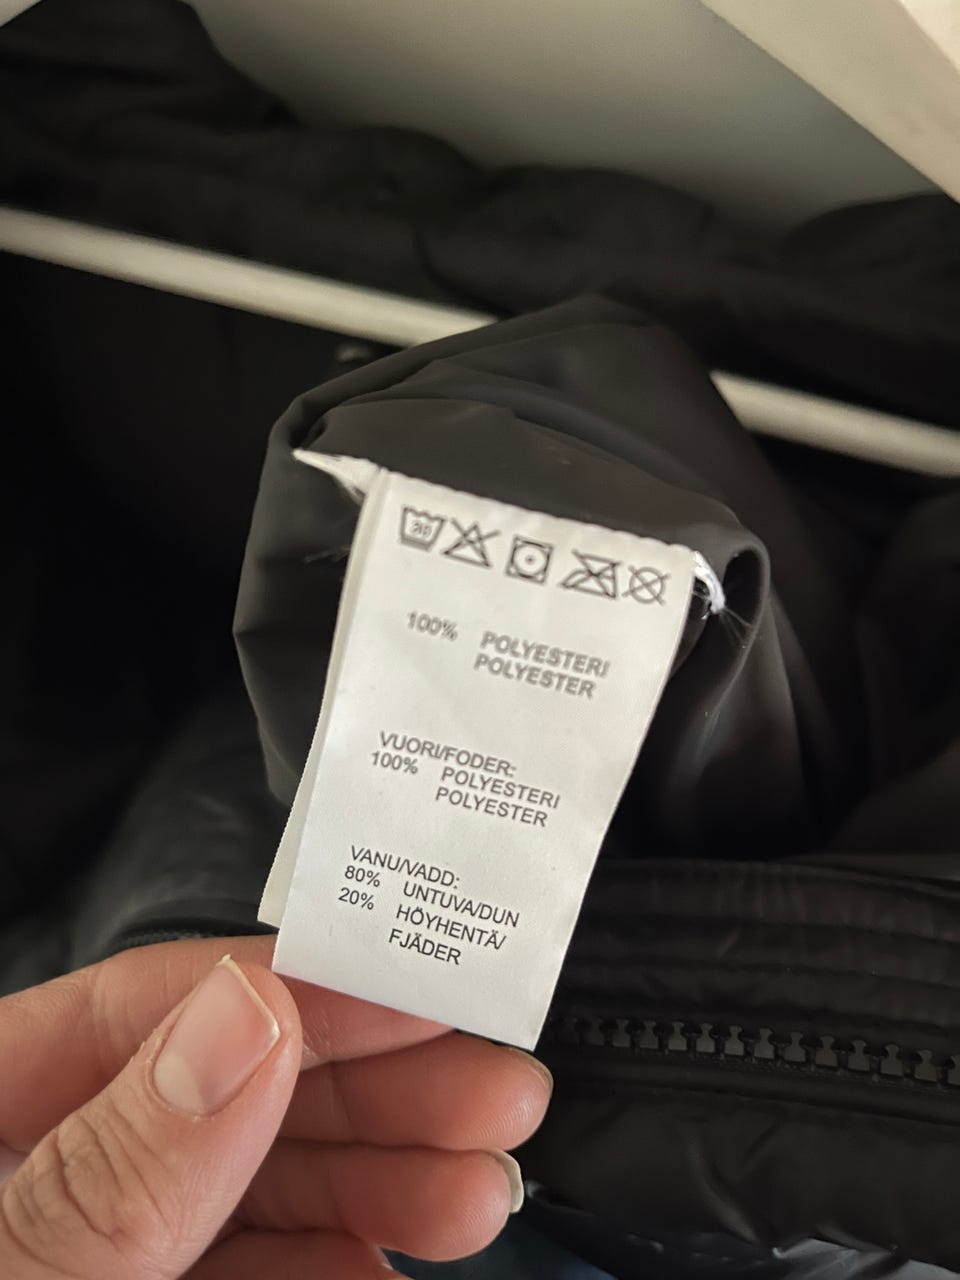 100% POLYESTERI
POLYESTER
VUORI/FODER:
100% POLYESTERI
POLYESTER
VANU/VADD:
80% UNTUVA/DUN
20% HÖYHENTÄ/
FJÄDER